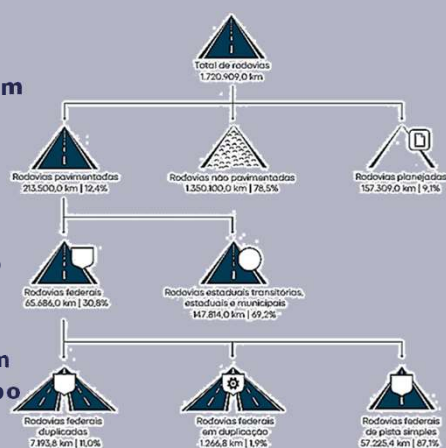 Total de rodovias
1.720.909,0 km
m
Rodovias pavimentadas
213.500,0 km | 12,4%
Rodovias não pavimentadas
1.350.100,0 km | 78,5%
Rodovias planejadas
157.309,0 km | 9,1%
Rodovias federais
65.686,0 km | 30,8%
Rodovias estaduais transitórias,
estaduais e municipais
147.814,0 km | 69,2%
m
po
Rodovias federais
duplicadas
7.193,8 km | 11,0%
Rodovias federais
em duplicação
1.266,8 km | 1,9%
Rodovias federais
de pista simples
57.225,4 km | 87,1%